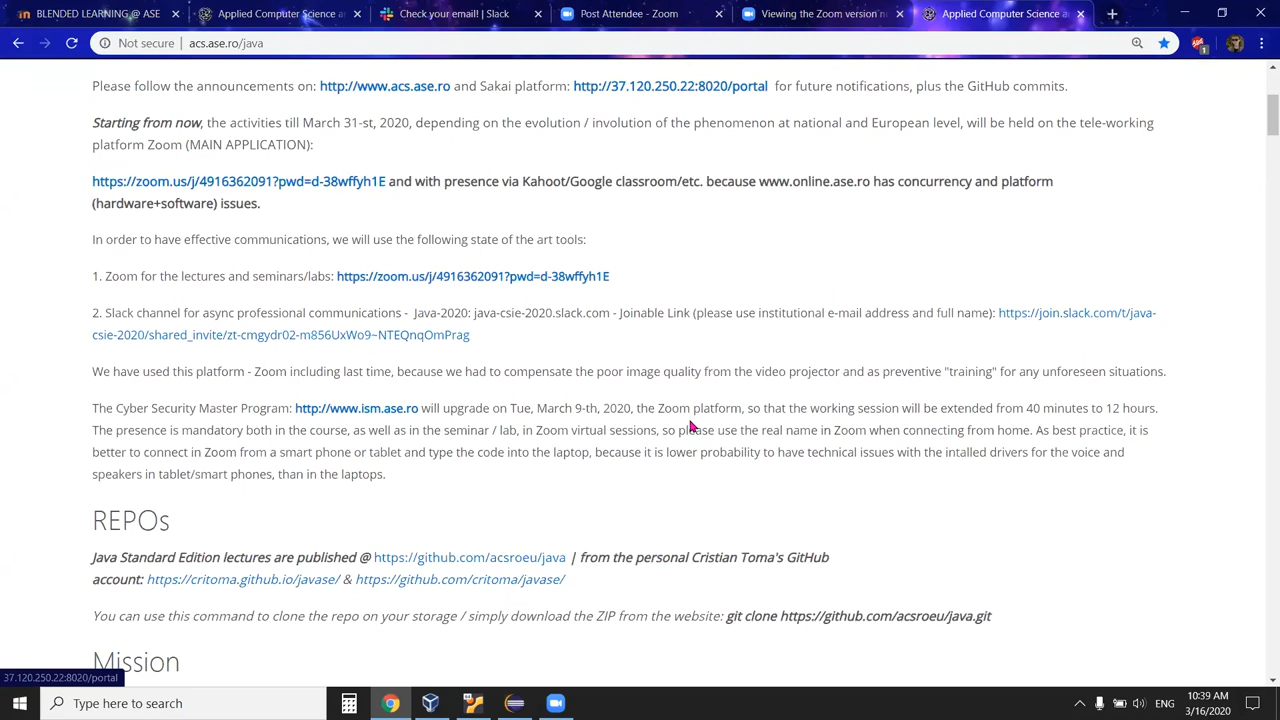 BLENDED LEARNING @ ASE
Applied Computer Science and
Check your email! | Slack
Post Attendee - Zoom
Viewing the Zoom version n
Applied Computer Science and
Not secure | acs.ase.ro/java
Please follow the announcements on: http://www.acs.ase.ro and Sakai platform: http://37.120.250.22:8020/portal for future notifications, plus the GitHub commits.
Starting from now, the activities till March 31-st, 2020, depending on the evolution / involution of the phenomenon at national and European level, will be held on the tele-working
platform Zoom (MAIN APPLICATION):
https://zoom.us/j/4916362091?pwd=d-38wffyh1E and with presence via Kahoot/Google classroom/etc. because www.online.ase.ro has concurrency and platform
(hardware+software) issues.
In order to have effective communications, we will use the following state of the art tools:
1. Zoom for the lectures and seminars/labs: https://zoom.us/j/4916362091?pwd=d-38wffyh1E
2. Slack channel for async professional communications - Java-2020: java-csie-2020.slack.com - Joinable Link (please use institutional e-mail address and full name): https://join.slack.com/t/java-
csie-2020/shared_invite/zt-cmgydr02-m856UxWo9~NTEQnqOmPrag
We have used this platform - Zoom including last time, because we had to compensate the poor image quality from the video projector and as preventive "training" for any unforeseen situations.
The Cyber Security Master Program: http://www.ism.ase.ro will upgrade on Tue, March 9-th, 2020, the Zoom platform, so that the working session will be extended from 40 minutes to 12 hours.
The presence is mandatory both in the course, as well as in the seminar / lab, in Zoom virtual sessions, so please use the real name in Zoom when connecting from home. As best practice, it is
better to connect in Zoom from a smart phone or tablet and type the code into the laptop, because it is lower probability to have technical issues with the intalled drivers for the voice and
speakers in tablet/smart phones, than in the laptops.
REPOs
Java Standard Edition lectures are published @ https://github.com/acsroeu/java | from the personal Cristian Toma's GitHub
account: https://critoma.github.io/javase/ & https://github.com/critoma/javase/
You can use this command to clone the repo on your storage / simply download the ZIP from the website: git clone https://github.com/acsroeu/java.git
Mission
37.120.250.22:8020/portal
Type here to search
ENG
10:39 AM
3/16/2020